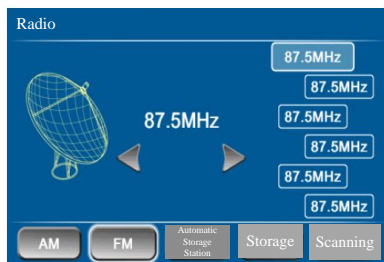 Radio
87.5MHz
87.5MHz
87.5MHz
87.5MHz
87.5MHz
87.5MHz
87.5MHz
AM
FM
Automatic
Storage
Station
Storage
Scanning